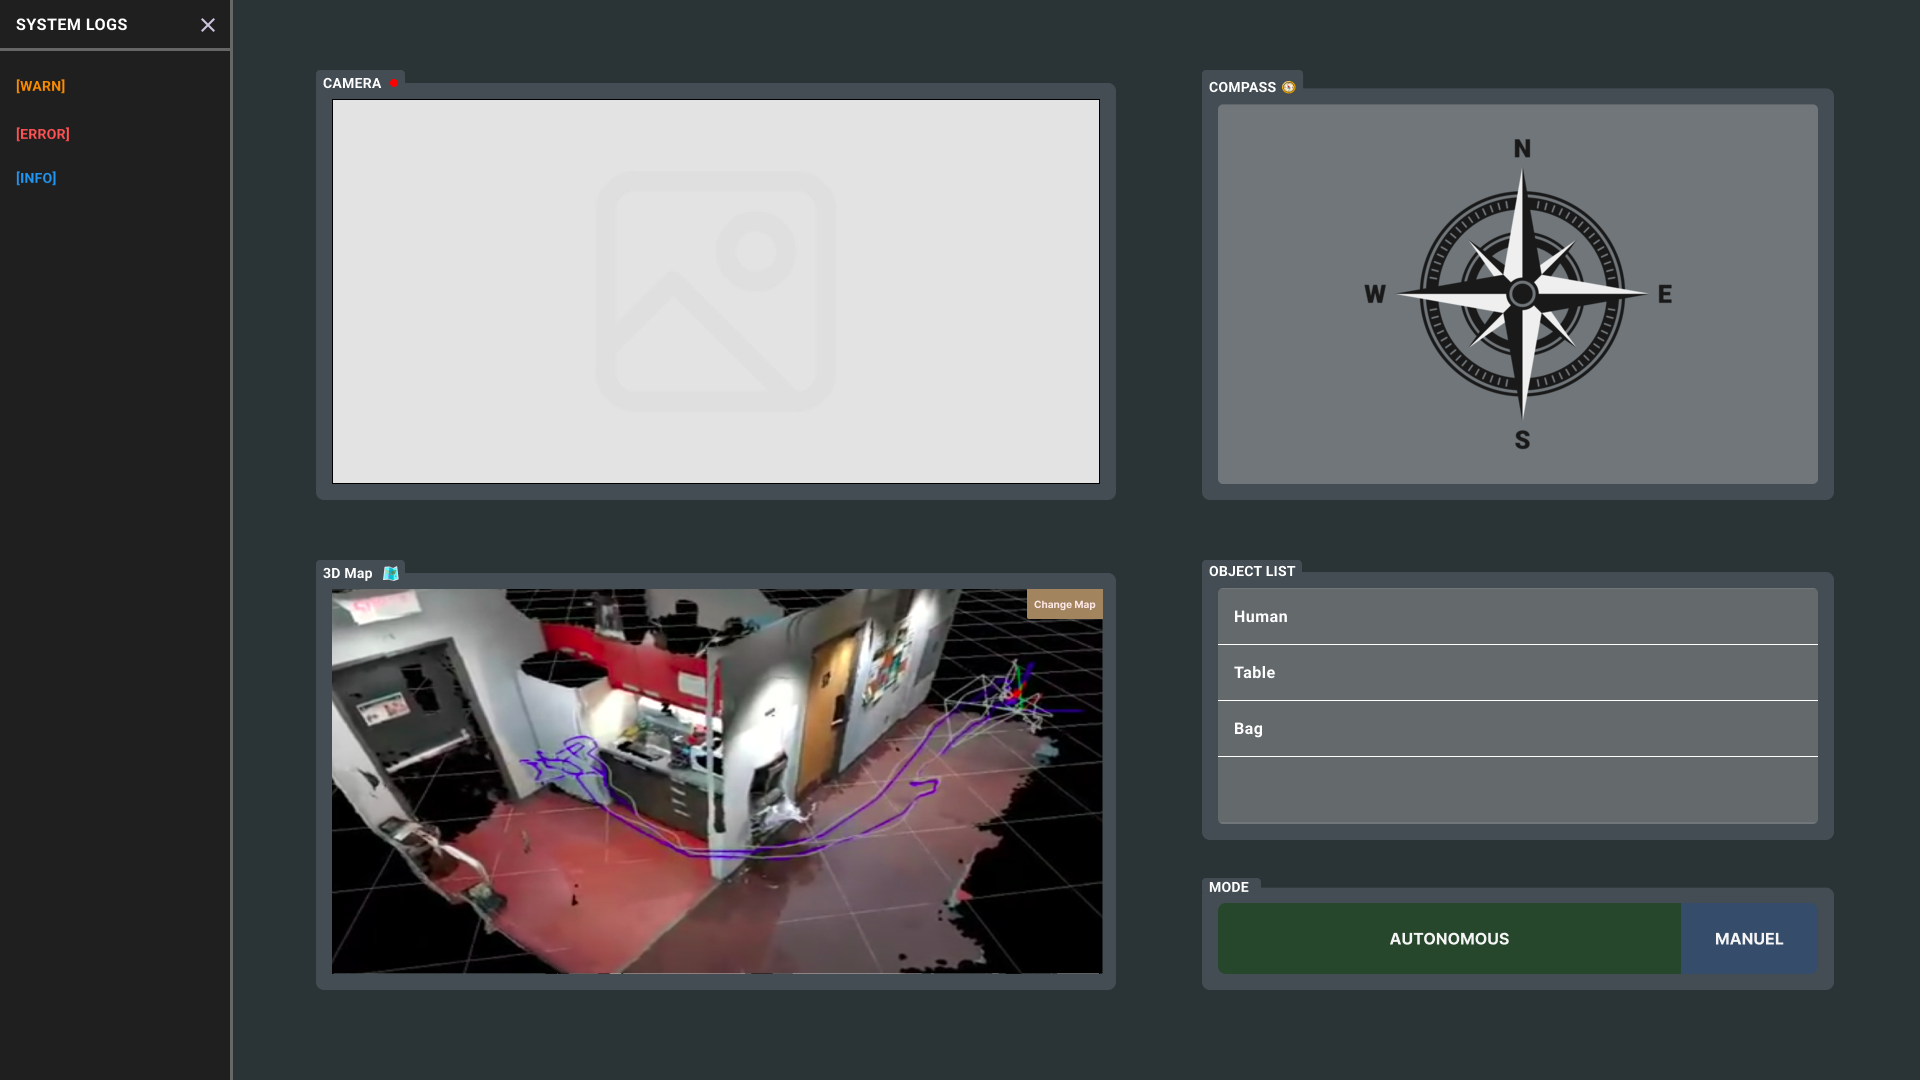 SYSTEM LOGS
[WARN]
[ERROR]
[INFO]
CAMERA
COMPASS
N
W
E
S
3D Map
Change Map
OBJECT LIST
Human
Table
Bag
MODE
AUTONOMOUS
MANUEL